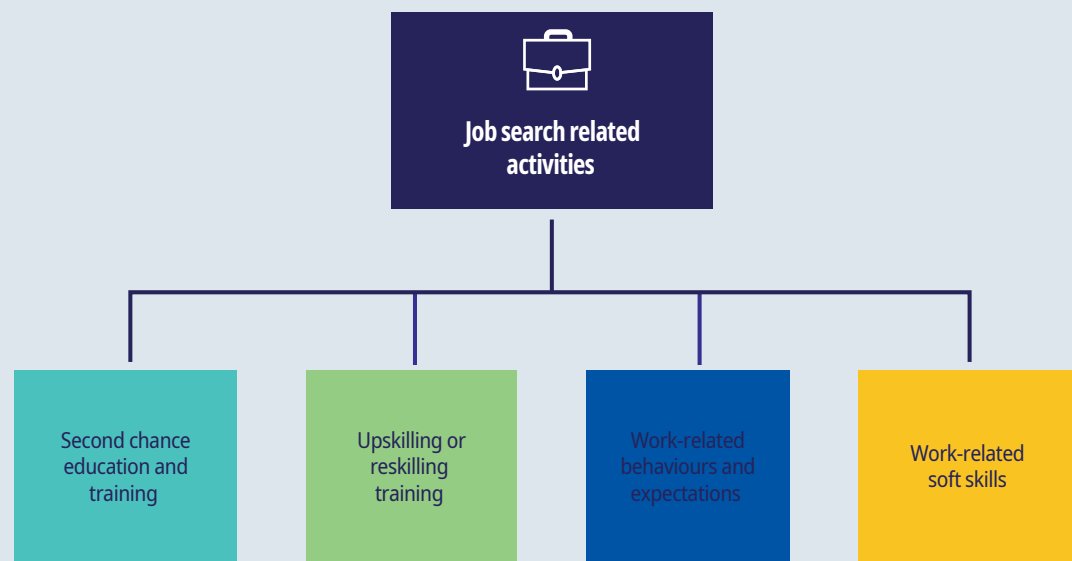 Job search related
activities
Second chance
education and
training
Upskilling or
reskilling
training
Work-related
behaviours and
expectations
Work-related
soft skills